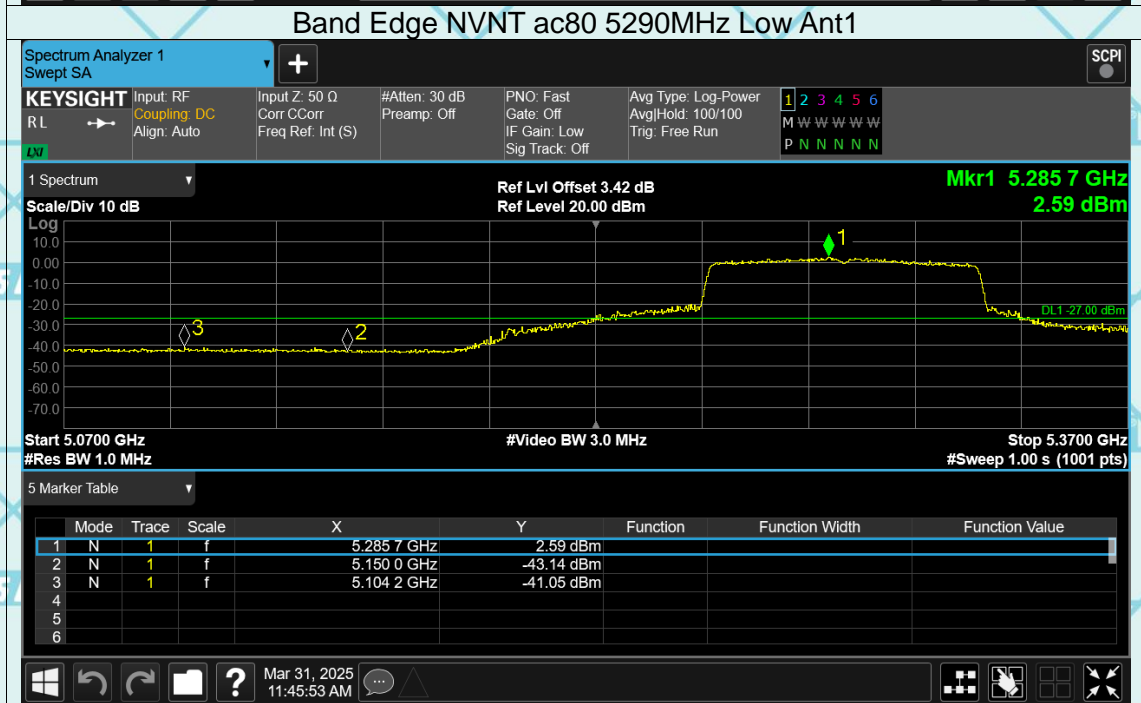 Band Edge NVNT ac80 5290MHz Low Ant1
Spectrum Analyzer 1
Swept SA
+
SCPI
KEYSIGHT
RL
LXI
Input: RF
Coupling: DC
Align: Auto
Input Z: 50 Ω
Corr CCorr
Freq Ref: Int (S)
#Atten: 30 dB
Preamp: Off
PNO: Fast
Gate: Off
IF Gain: Low
Sig Track: Off
Avg Type: Log-Power
Avg|Hold: 100/100
Trig: Free Run
1 2 3 4 5 6
M W W W W W
P N N N N N
1 Spectrum
Scale/Div 10 dB
Ref Lvl Offset 3.42 dB
Ref Level 20.00 dBm
Mkr1 5.285 7 GHz
2.59 dBm
Log
10.0
0.00
-10.0
-20.0
-30.0
-40.0
-50.0
-60.0
-70.0
1
2
3
DL1 -27.00 dBm
Start 5.0700 GHz
#Video BW 3.0 MHz
Stop 5.3700 GHz
#Res BW 1.0 MHz
#Sweep 1.00 s (1001 pts)
5 Marker Table
Mode Trace Scale X Y Function Function Width Function Value
1 N 1 f 5.285 7 GHz 2.59 dBm
2 N 1 f 5.150 0 GHz -43.14 dBm
3 N 1 f 5.104 2 GHz -41.05 dBm
4
5
6
?
Mar 31, 2025
11:45:53 AM